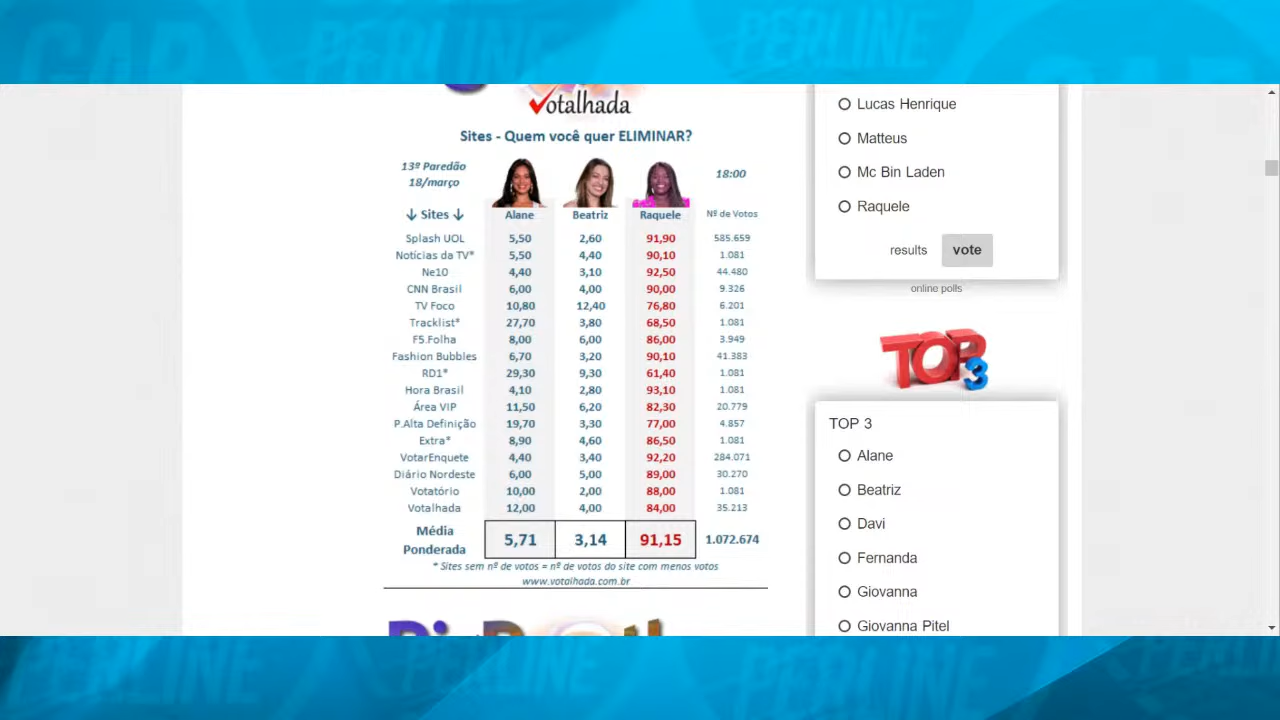 PERLINE
PERLINE
Votalhada
Sites - Quem você quer ELIMINAR?
13º Paredão
18/março
18:00
↓ Sites ↓ Alane Beatriz Raquele Nº de Votos
Splash UOL 5,50 2,60 91,90 585.659
Notícias da TV* 5,50 4,40 90,10 1.081
Ne10 4,40 3,10 92,50 44.480
CNN Brasil 6,00 4,00 90,00 9.326
TV Foco 10,80 12,40 76,80 6.201
Tracklist* 27,70 3,80 68,50 1.081
F5.Folha 8,00 6,00 86,00 3.949
Fashion Bubbles 6,70 3,20 90,10 41.383
RD1* 29,30 9,30 61,40 1.081
Hora Brasil 4,10 2,80 93,10 1.081
Área VIP 11,50 6,20 82,30 20.779
P.Alta Definição 19,70 3,30 77,00 4.857
Extra* 8,90 4,60 86,50 1.081
VotarEnquete 4,40 3,40 92,20 284.071
Diário Nordeste 6,00 5,00 89,00 30.270
Votatório 10,00 2,00 88,00 1.081
Votalhada 12,00 4,00 84,00 35.213
Média
Ponderada 5,71 3,14 91,15 1.072.674
* Sites sem nº de votos = nº de votos do site com menos votos
www.votalhada.com.br
Lucas Henrique
Matteus
Mc Bin Laden
Raquele
results vote
online polls
TOP 3
TOP 3
Alane
Beatriz
Davi
Fernanda
Giovanna
Giovanna Pitel
PERLINE
PERLINE